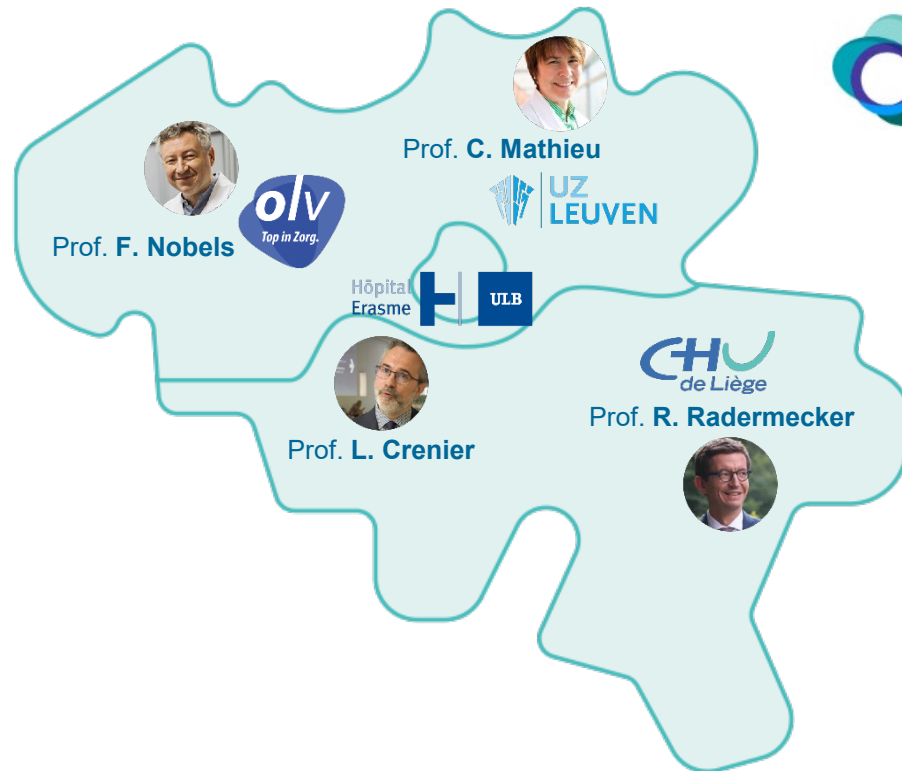 Prof. C. Mathieu
UZ
LEUVEN
olv
Top in Zorg.
Prof. F. Nobels
Hôpital
Erasme
ULB
CHU
de Liège
Prof. R. Radermecker
Prof. L. Crenier